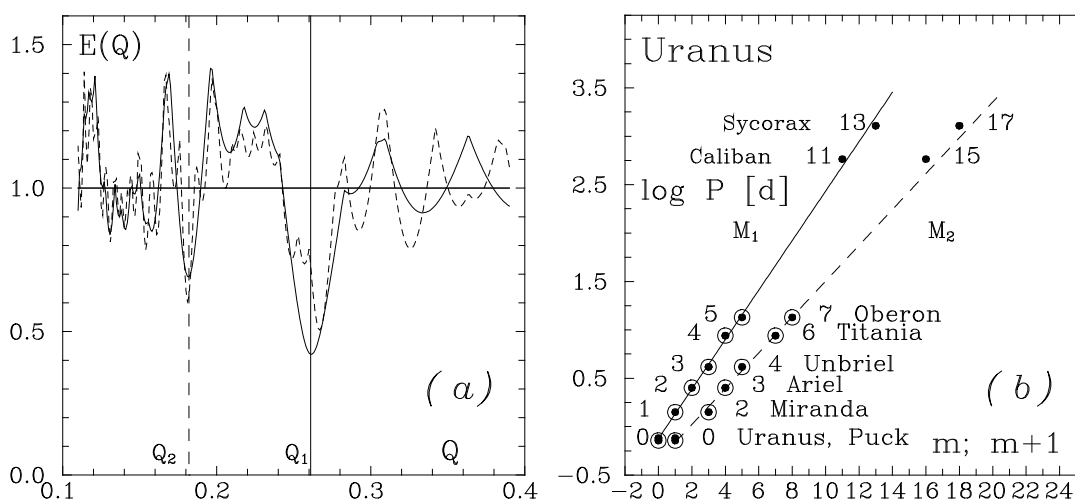 E(Q)
1.5
1.0
0.5
0.0
Q2
Q1
Q
(a)
0.1
0.2
0.3
0.4
Uranus
3.5
2.5
1.5
0.5
−0.5
Sycorax 13 17
Caliban 11 15
log P [d]
M1
M2
5 7 Oberon
4 6 Titania
3 4 Unbriel
2 3 Ariel
1 2 Miranda
0 0 Uranus, Puck
(b)
m; m+1
−2 0 2 4 6 8 10 12 14 16 18 20 22 24